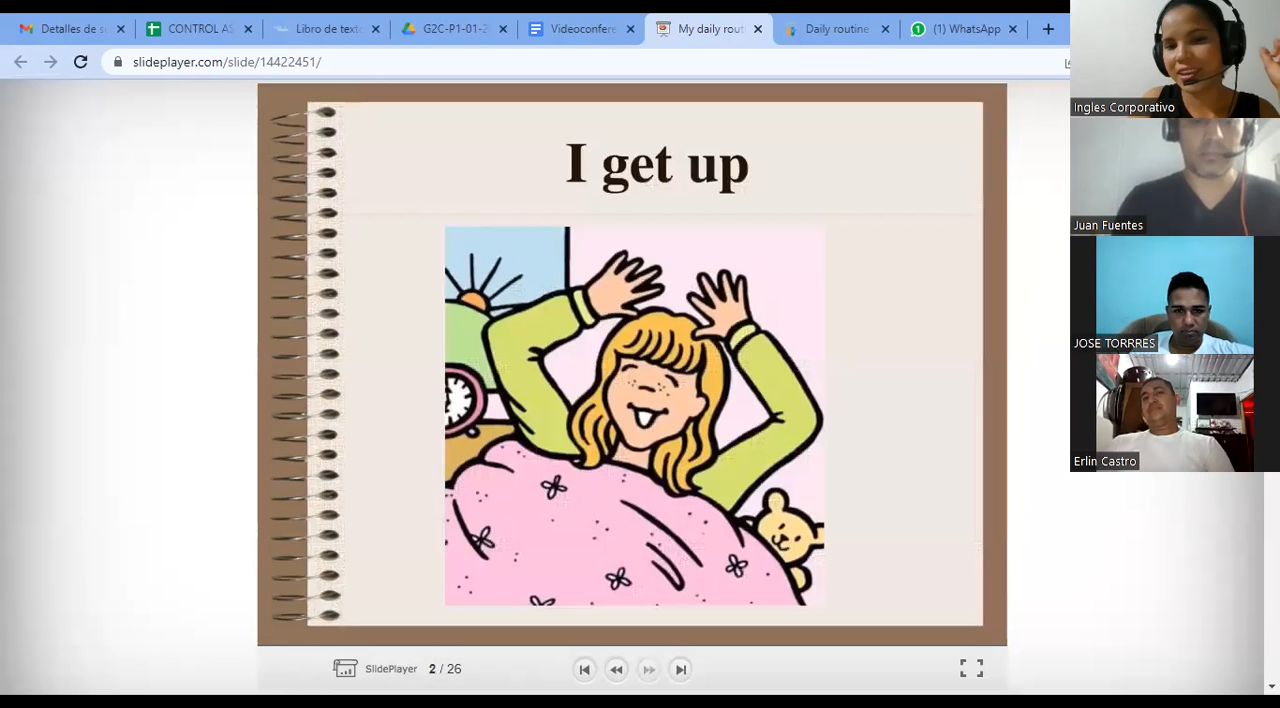 Detalles de s
CONTROL AS
Libro de text
G2C-P1-01-2
Videoconfere
My daily rout
Daily routine
(1) WhatsApp
slideplayer.com/slide/14422451/
I get up
SlidePlayer 2 / 26
Ingles Corporativo
Juan Fuentes
JOSE TORRRES
Erlin Castro